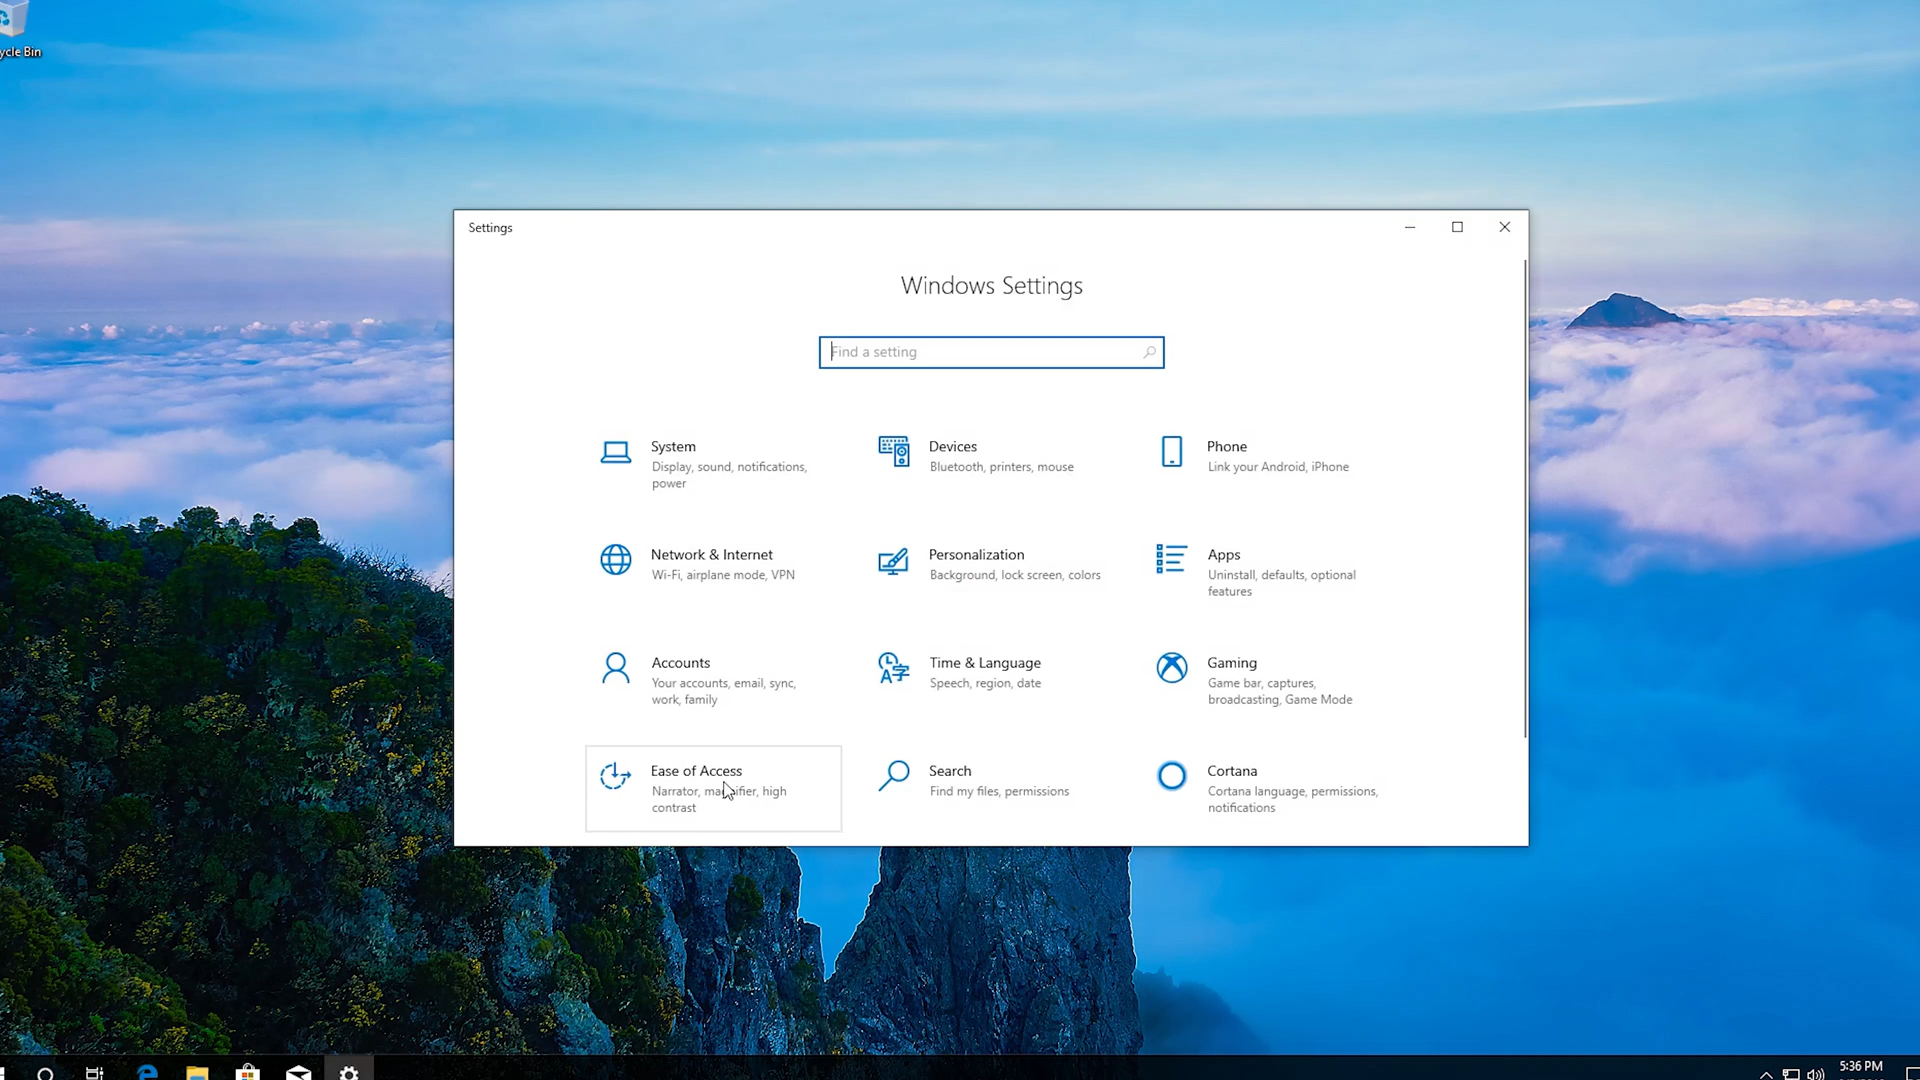 ycle Bin
Settings
Windows Settings
Find a setting
System
Display, sound, notifications,
power
Devices
Bluetooth, printers, mouse
Phone
Link your Android, iPhone
Network & Internet
Wi-Fi, airplane mode, VPN
Personalization
Background, lock screen, colors
Apps
Uninstall, defaults, optional
features
Accounts
Your accounts, email, sync,
work, family
Time & Language
Speech, region, date
Gaming
Game bar, captures,
broadcasting, Game Mode
Ease of Access
Narrator, magnifier, high
contrast
Search
Find my files, permissions
Cortana
Cortana language, permissions,
notifications
5:36 PM